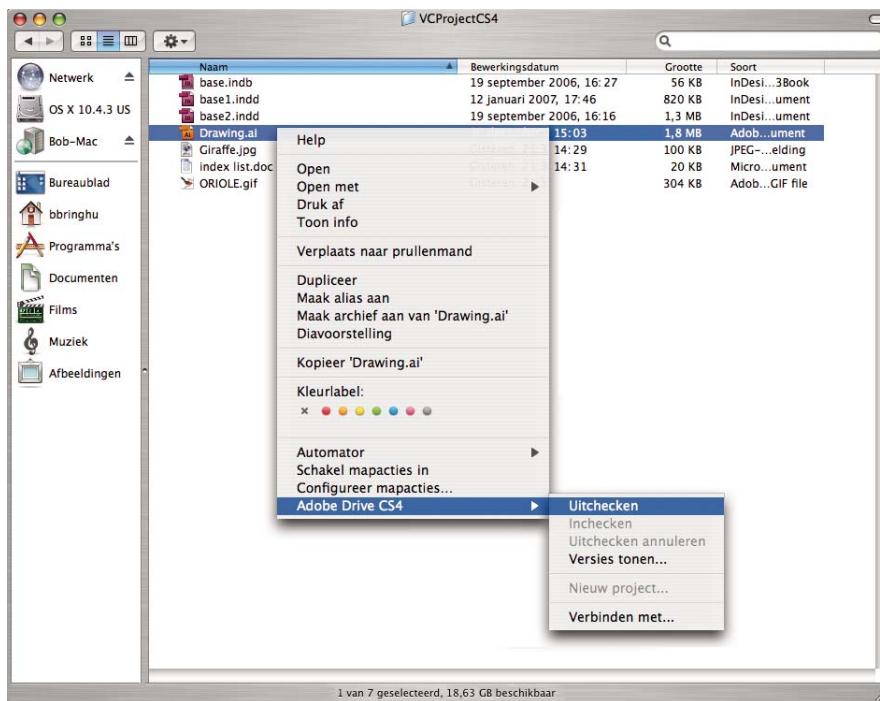 VCProjectCS4
Naam Bewerkingsdatum Grootte Soort
base.indb 19 september 2006, 16:27 56 KB InDesi...3Book
base1.indd 12 januari 2007, 17:46 820 KB InDesi...ument
base2.indd 19 september 2006, 16:16 1,3 MB InDesi...ument
Drawing.ai 15:03 1,8 MB Adob...ument
Giraffe.jpg 14:29 100 KB JPEG-...elding
index list.doc 14:31 20 KB Micro...ument
ORIOLE.gif 304 KB Adob...GIF file
Netwerk
OS X 10.4.3 US
Bob-Mac
Bureaublad
bbringhu
Programma's
Documenten
Films
Muziek
Afbeeldingen
Help
Open
Open met
Druk af
Toon info
Verplaats naar prullenmand
Dupliceer
Maak alias aan
Maak archief aan van 'Drawing.ai'
Diavoorstelling
Kopieer 'Drawing.ai'
Kleurlabel:
Automator
Schakel mapacties in
Configureer mapacties...
Adobe Drive CS4
Uitchecken
Inchecken
Uitchecken annuleren
Versies tonen...
Nieuw project...
Verbinden met...
1 van 7 geselecteerd, 18,63 GB beschikbaar